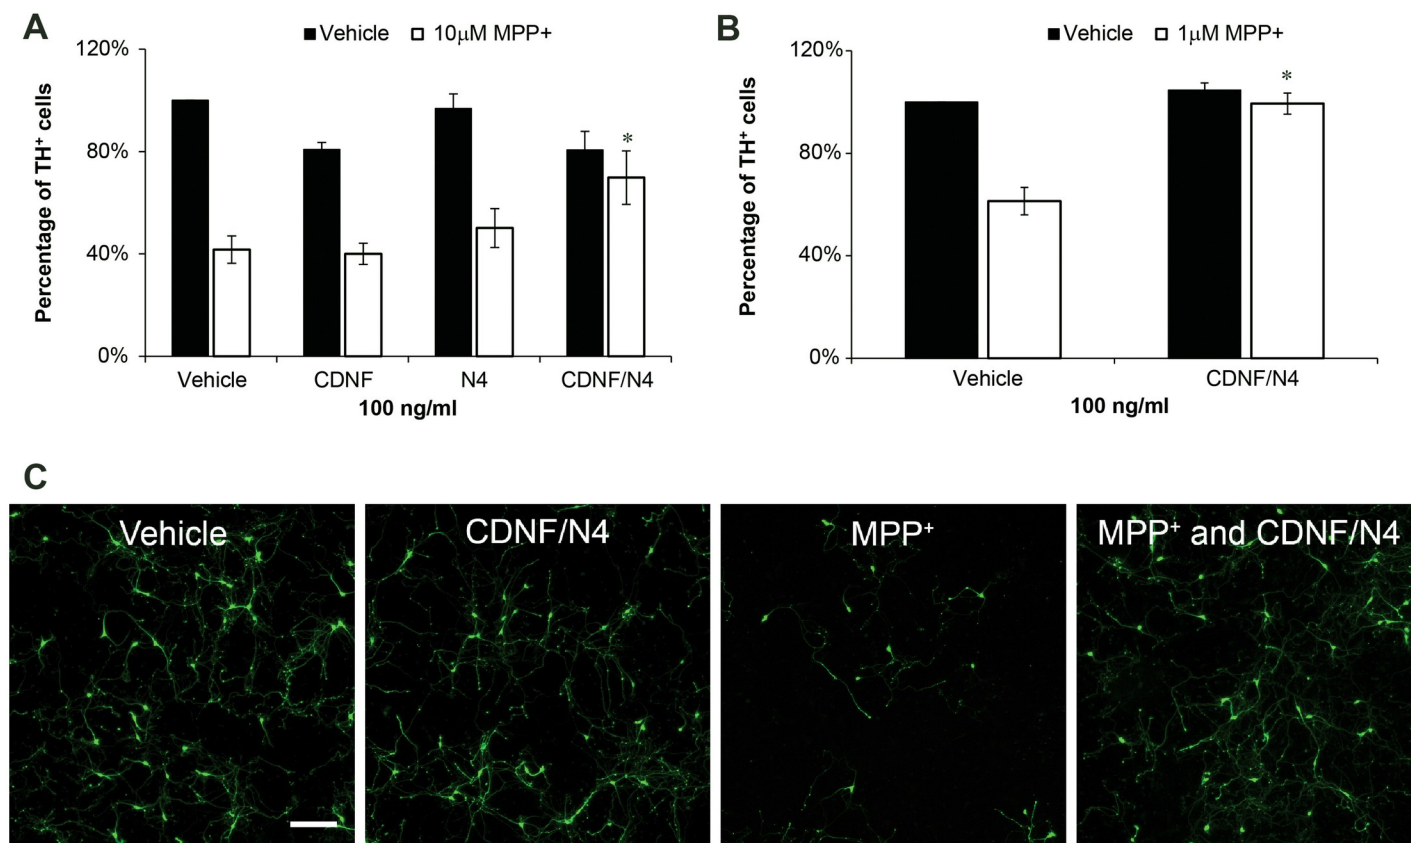 A
■ Vehicle □ 10μM MPP+
120%
80%
40%
0%
Percentage of TH⁺ cells
*
Vehicle CDNF N4 CDNF/N4
100 ng/ml
B
■ Vehicle □ 1μM MPP+
120%
80%
40%
0%
Percentage of TH⁺ cells
*
Vehicle CDNF/N4
100 ng/ml
C
Vehicle
CDNF/N4
MPP⁺
MPP⁺ and CDNF/N4